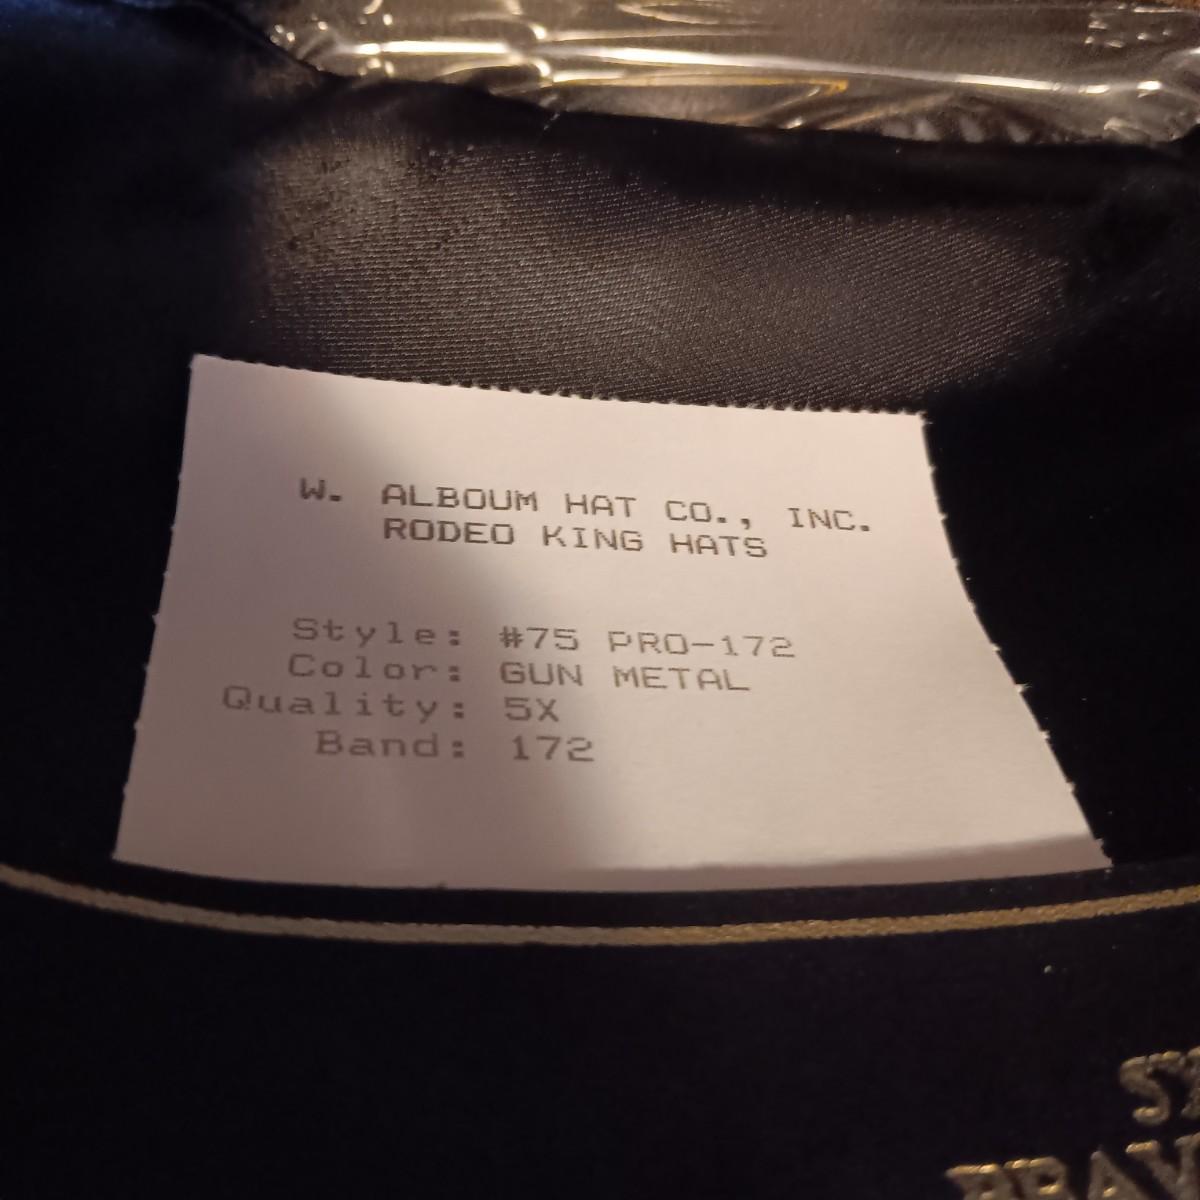 W. ALBOUM HAT CO., INC.
RODEO KING HATS
Style: #75 PRO-172
Color: GUN METAL
Quality: 5X
Band: 172